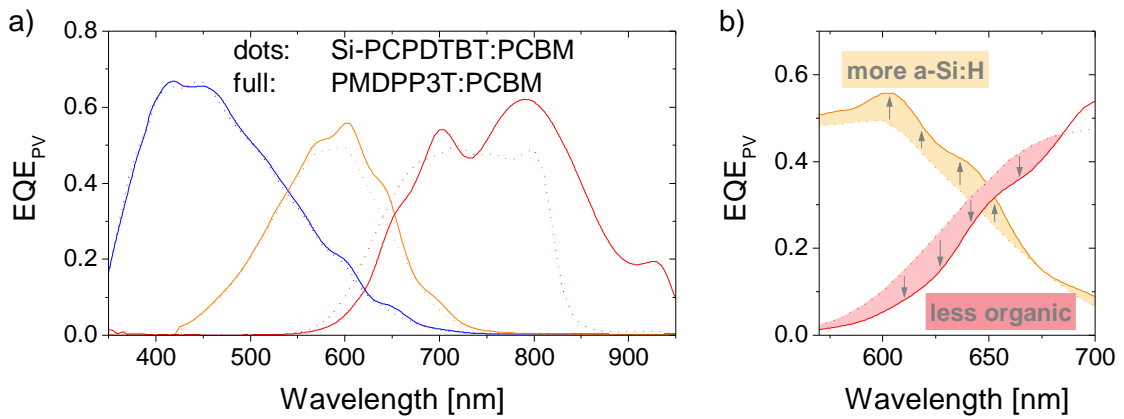 a)
dots: Si-PCPDTBT:PCBM
full: PMDPP3T:PCBM
0.8
0.6
0.4
0.2
0.0
EQE_PV
400 500 600 700 800 900
Wavelength [nm]
b)
more a-Si:H
less organic
0.6
0.4
0.2
0.0
EQE_PV
600 650 700
Wavelength [nm]